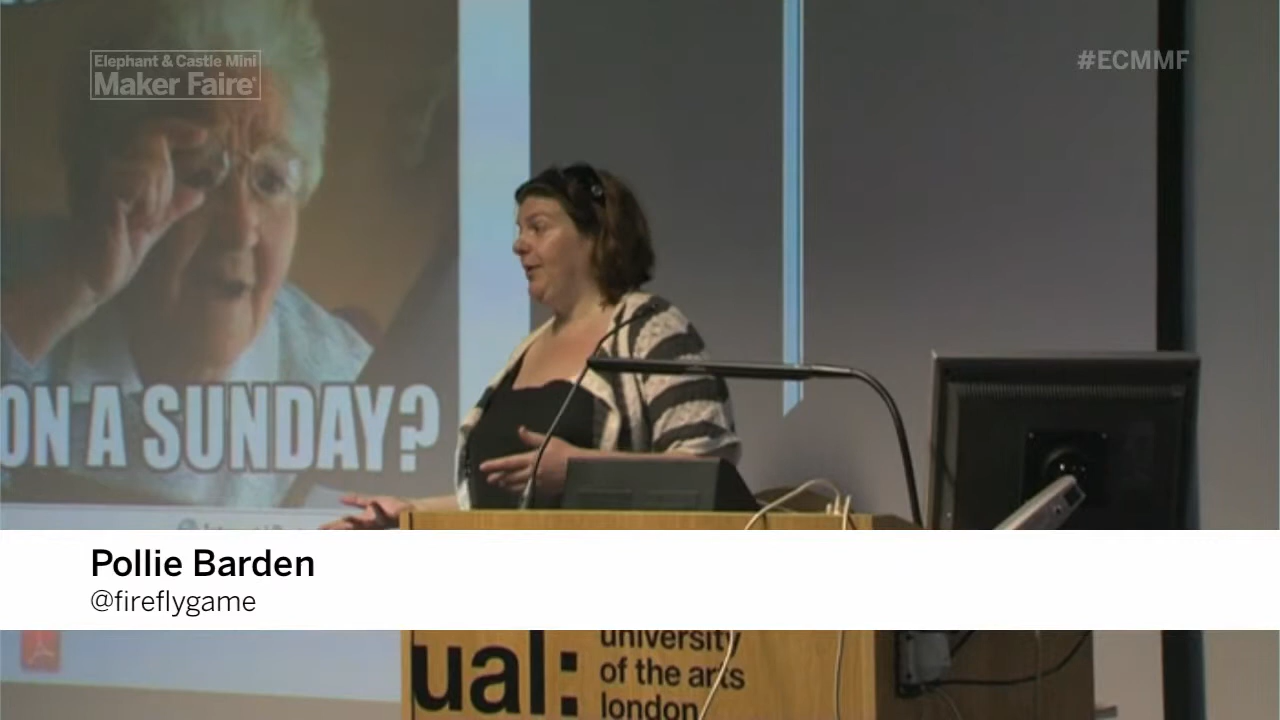 Elephant & Castle Mini
Maker Faire
#ECMMF
ON A SUNDAY?
Pollie Barden
@fireflygame
ual:
university
of the arts
london